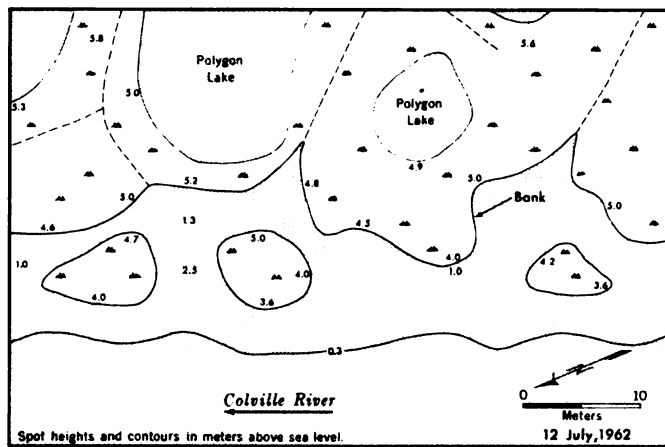 5.8
5.6
Polygon
Lake
5.0
Polygon
Lake
5.3
4.9
5.2
4.8
5.0
5.0
Bank
5.0
4.6
1.3
4.5
4.7
5.0
4.0
4.2
1.0
2.5
4.0
1.0
4.0
3.6
3.6
0.3
Colville River
0 10
Meters
Spot heights and contours in meters above sea level.
12 July, 1962